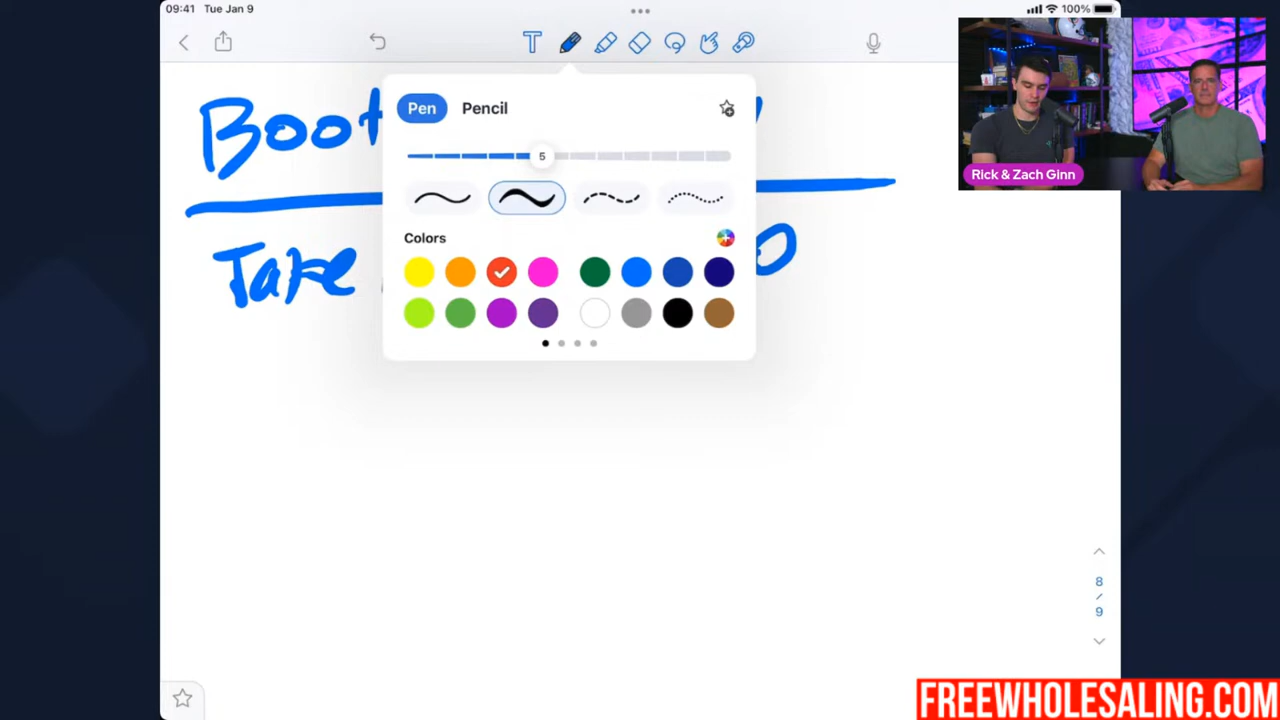 09:41 Tue Jan 9
100%
T
Boot
Take
Pen Pencil
5
Colors
Rick & Zach Ginn
8
/
9
FREEWHOLESALING.COM